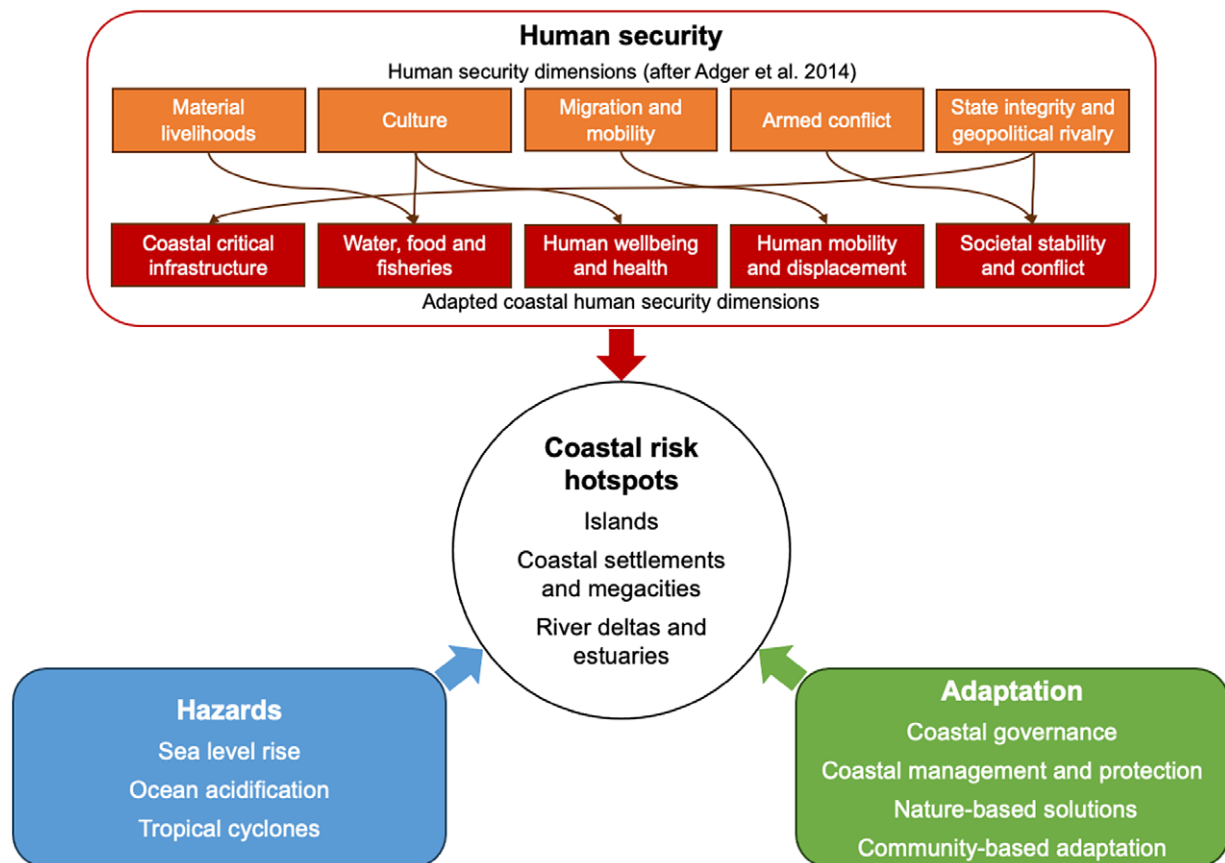 Human security
Human security dimensions (after Adger et al. 2014)
Material
livelihoods
Culture
Migration and
mobility
Armed conflict
State integrity and
geopolitical rivalry
Coastal critical
infrastructure
Water, food and
fisheries
Human wellbeing
and health
Human mobility
and displacement
Societal stability
and conflict
Adapted coastal human security dimensions
Coastal risk
hotspots
Islands
Coastal settlements
and megacities
River deltas and
estuaries
Hazards
Sea level rise
Ocean acidification
Tropical cyclones
Adaptation
Coastal governance
Coastal management and protection
Nature-based solutions
Community-based adaptation